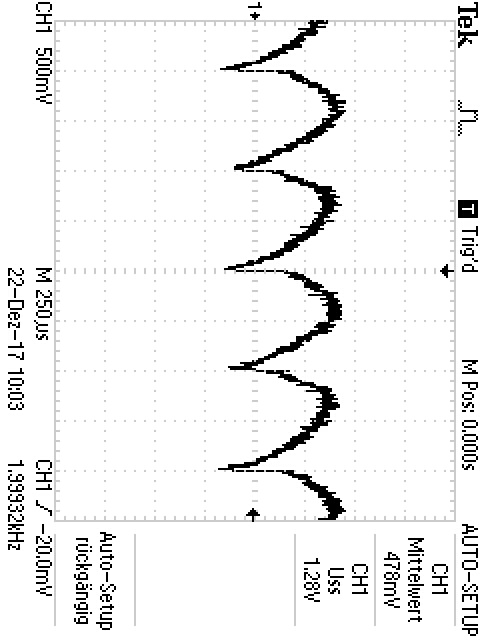 Tek T Trig'd M Pos: 0.000s AUTO-SETUP
CH1
Mittelwert
478mV
CH1
Uss
1.28V
1
Auto-Setup
rückgängig
CH1 500mV M 250µs CH1 -20.0mV
22-Dez-17 10:03 1.99932kHz